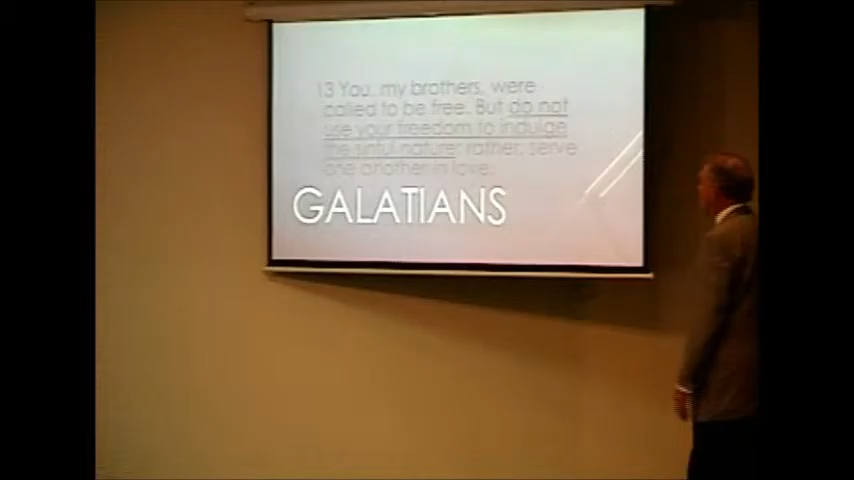 13 You, my brothers, were
called to be free. But do not
use your freedom to indulge
the sinful nature; rather, serve
one another in love.
GALATIANS